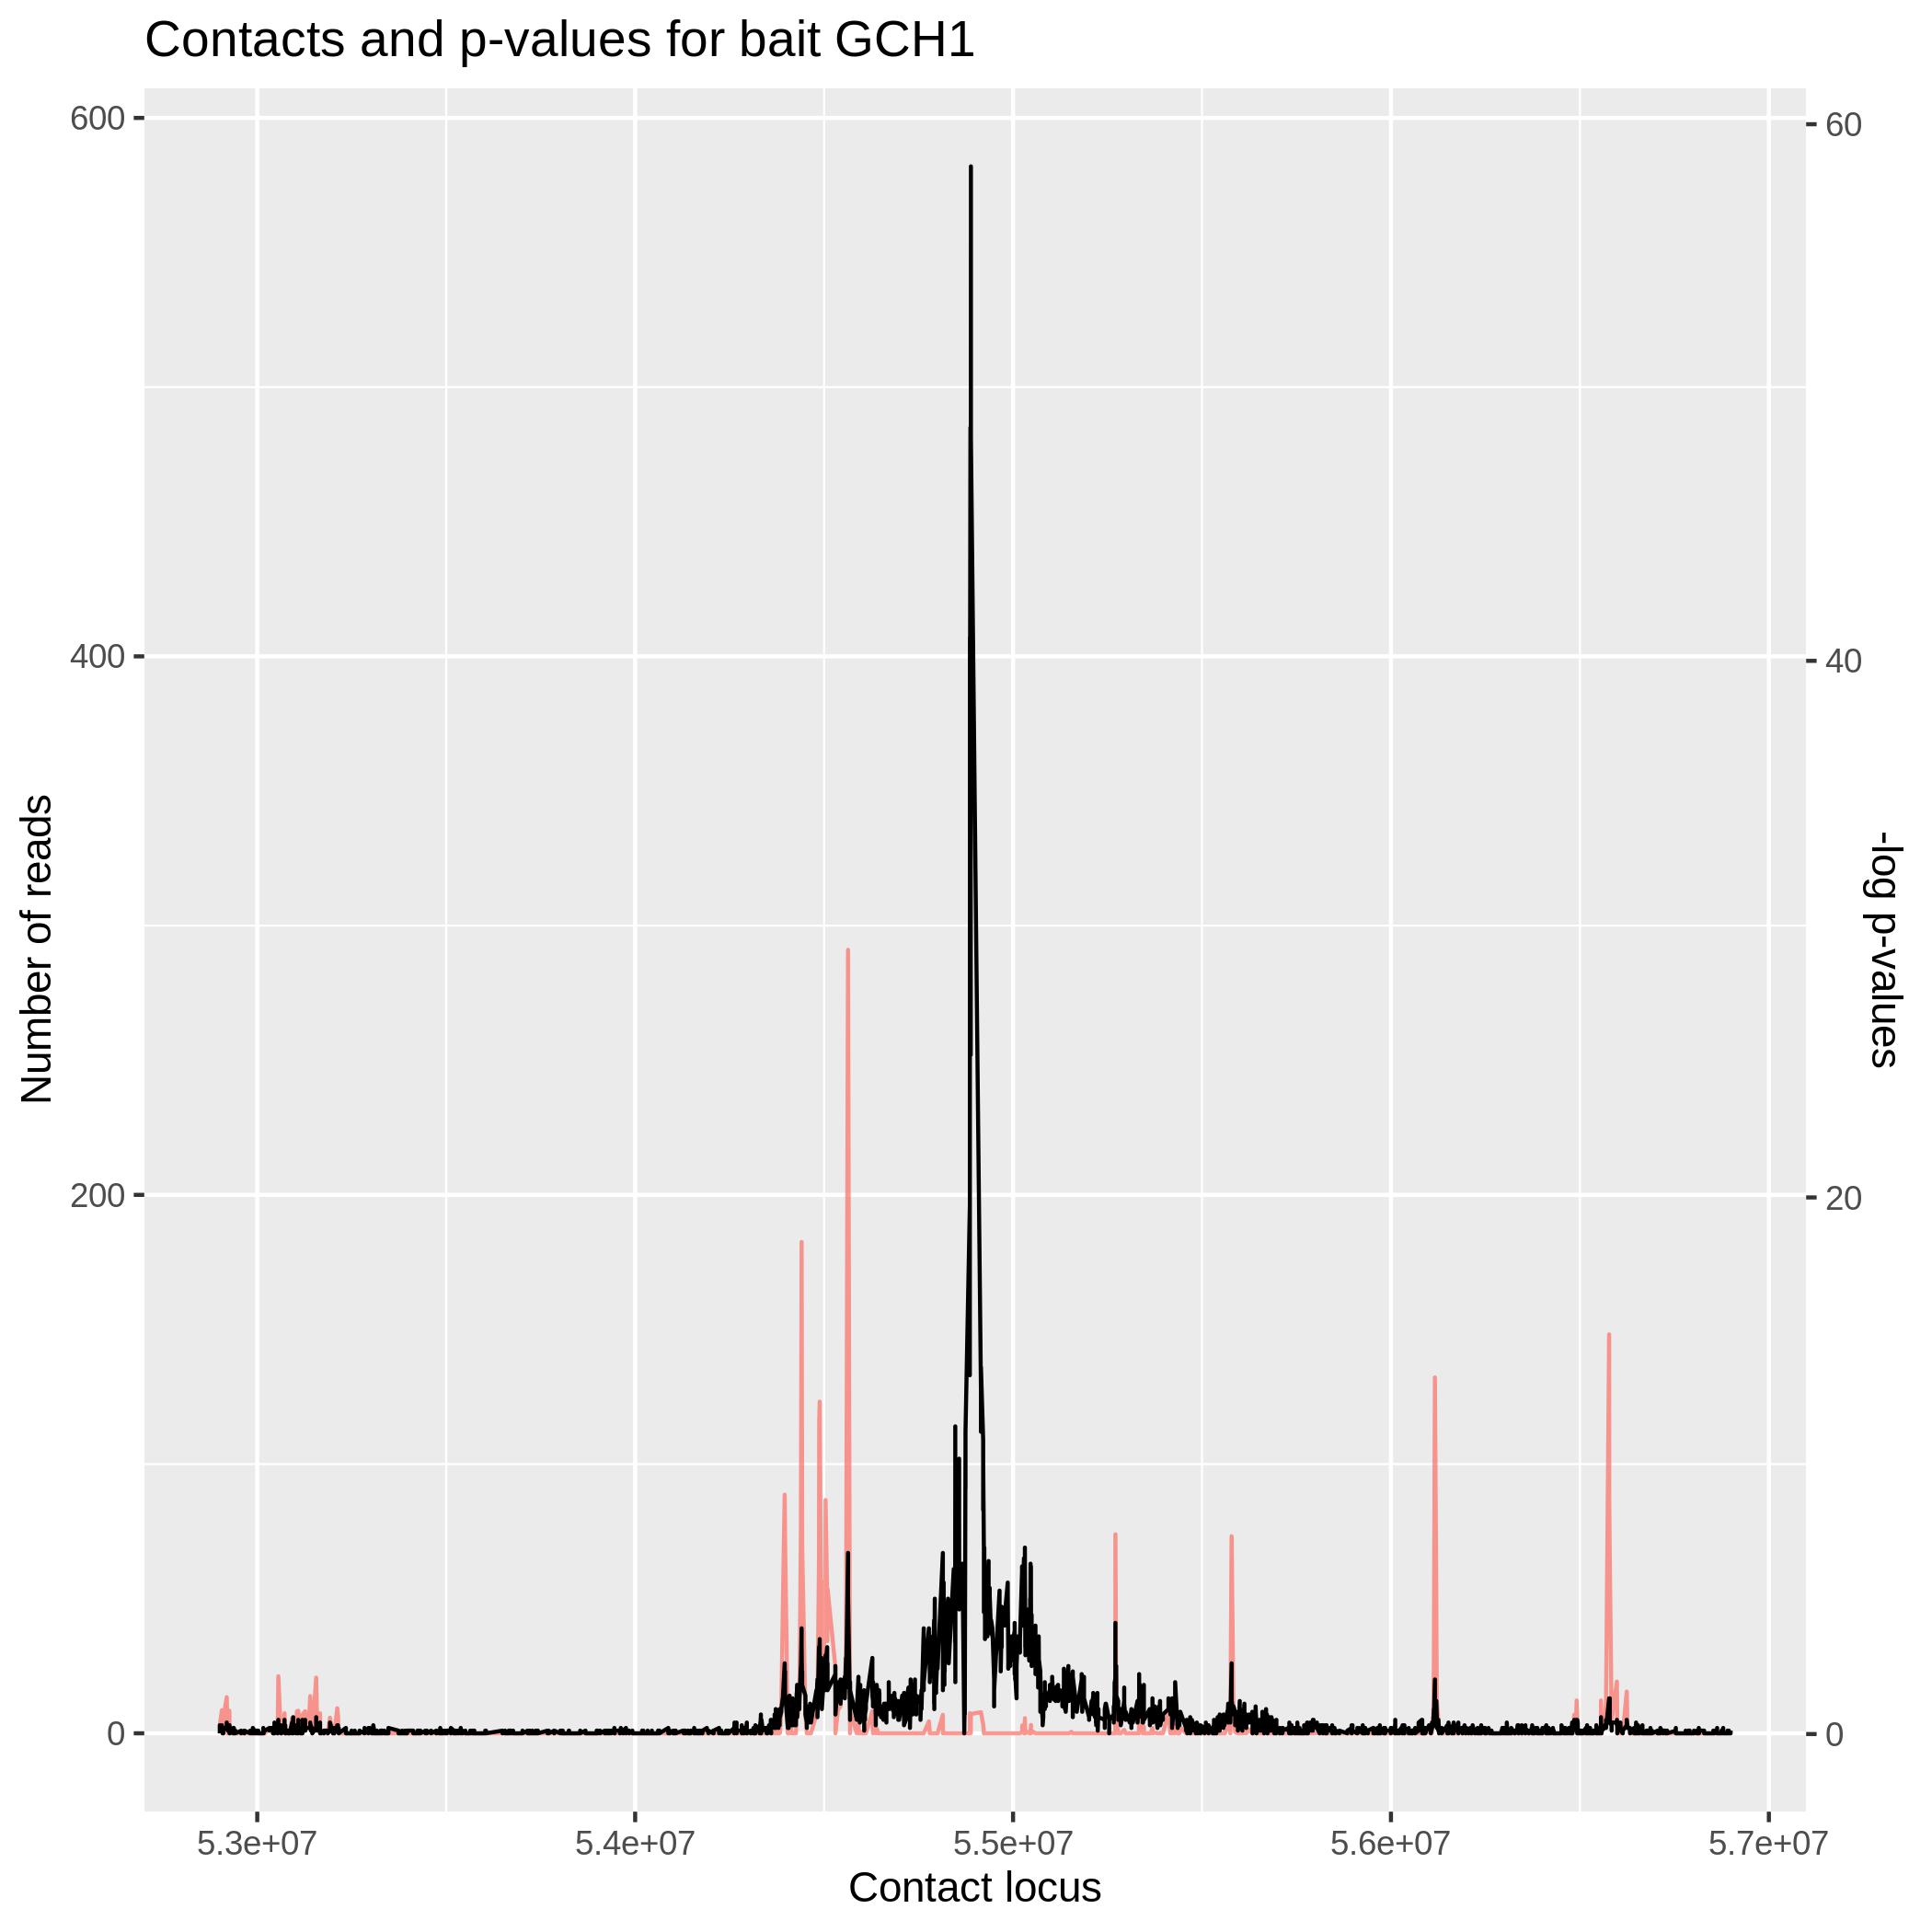 Contacts and p-values for bait GCH1
600
400
200
0
Number of reads
60
40
20
0
-log p-values
5.3e+07
5.4e+07
5.5e+07
5.6e+07
5.7e+07
Contact locus